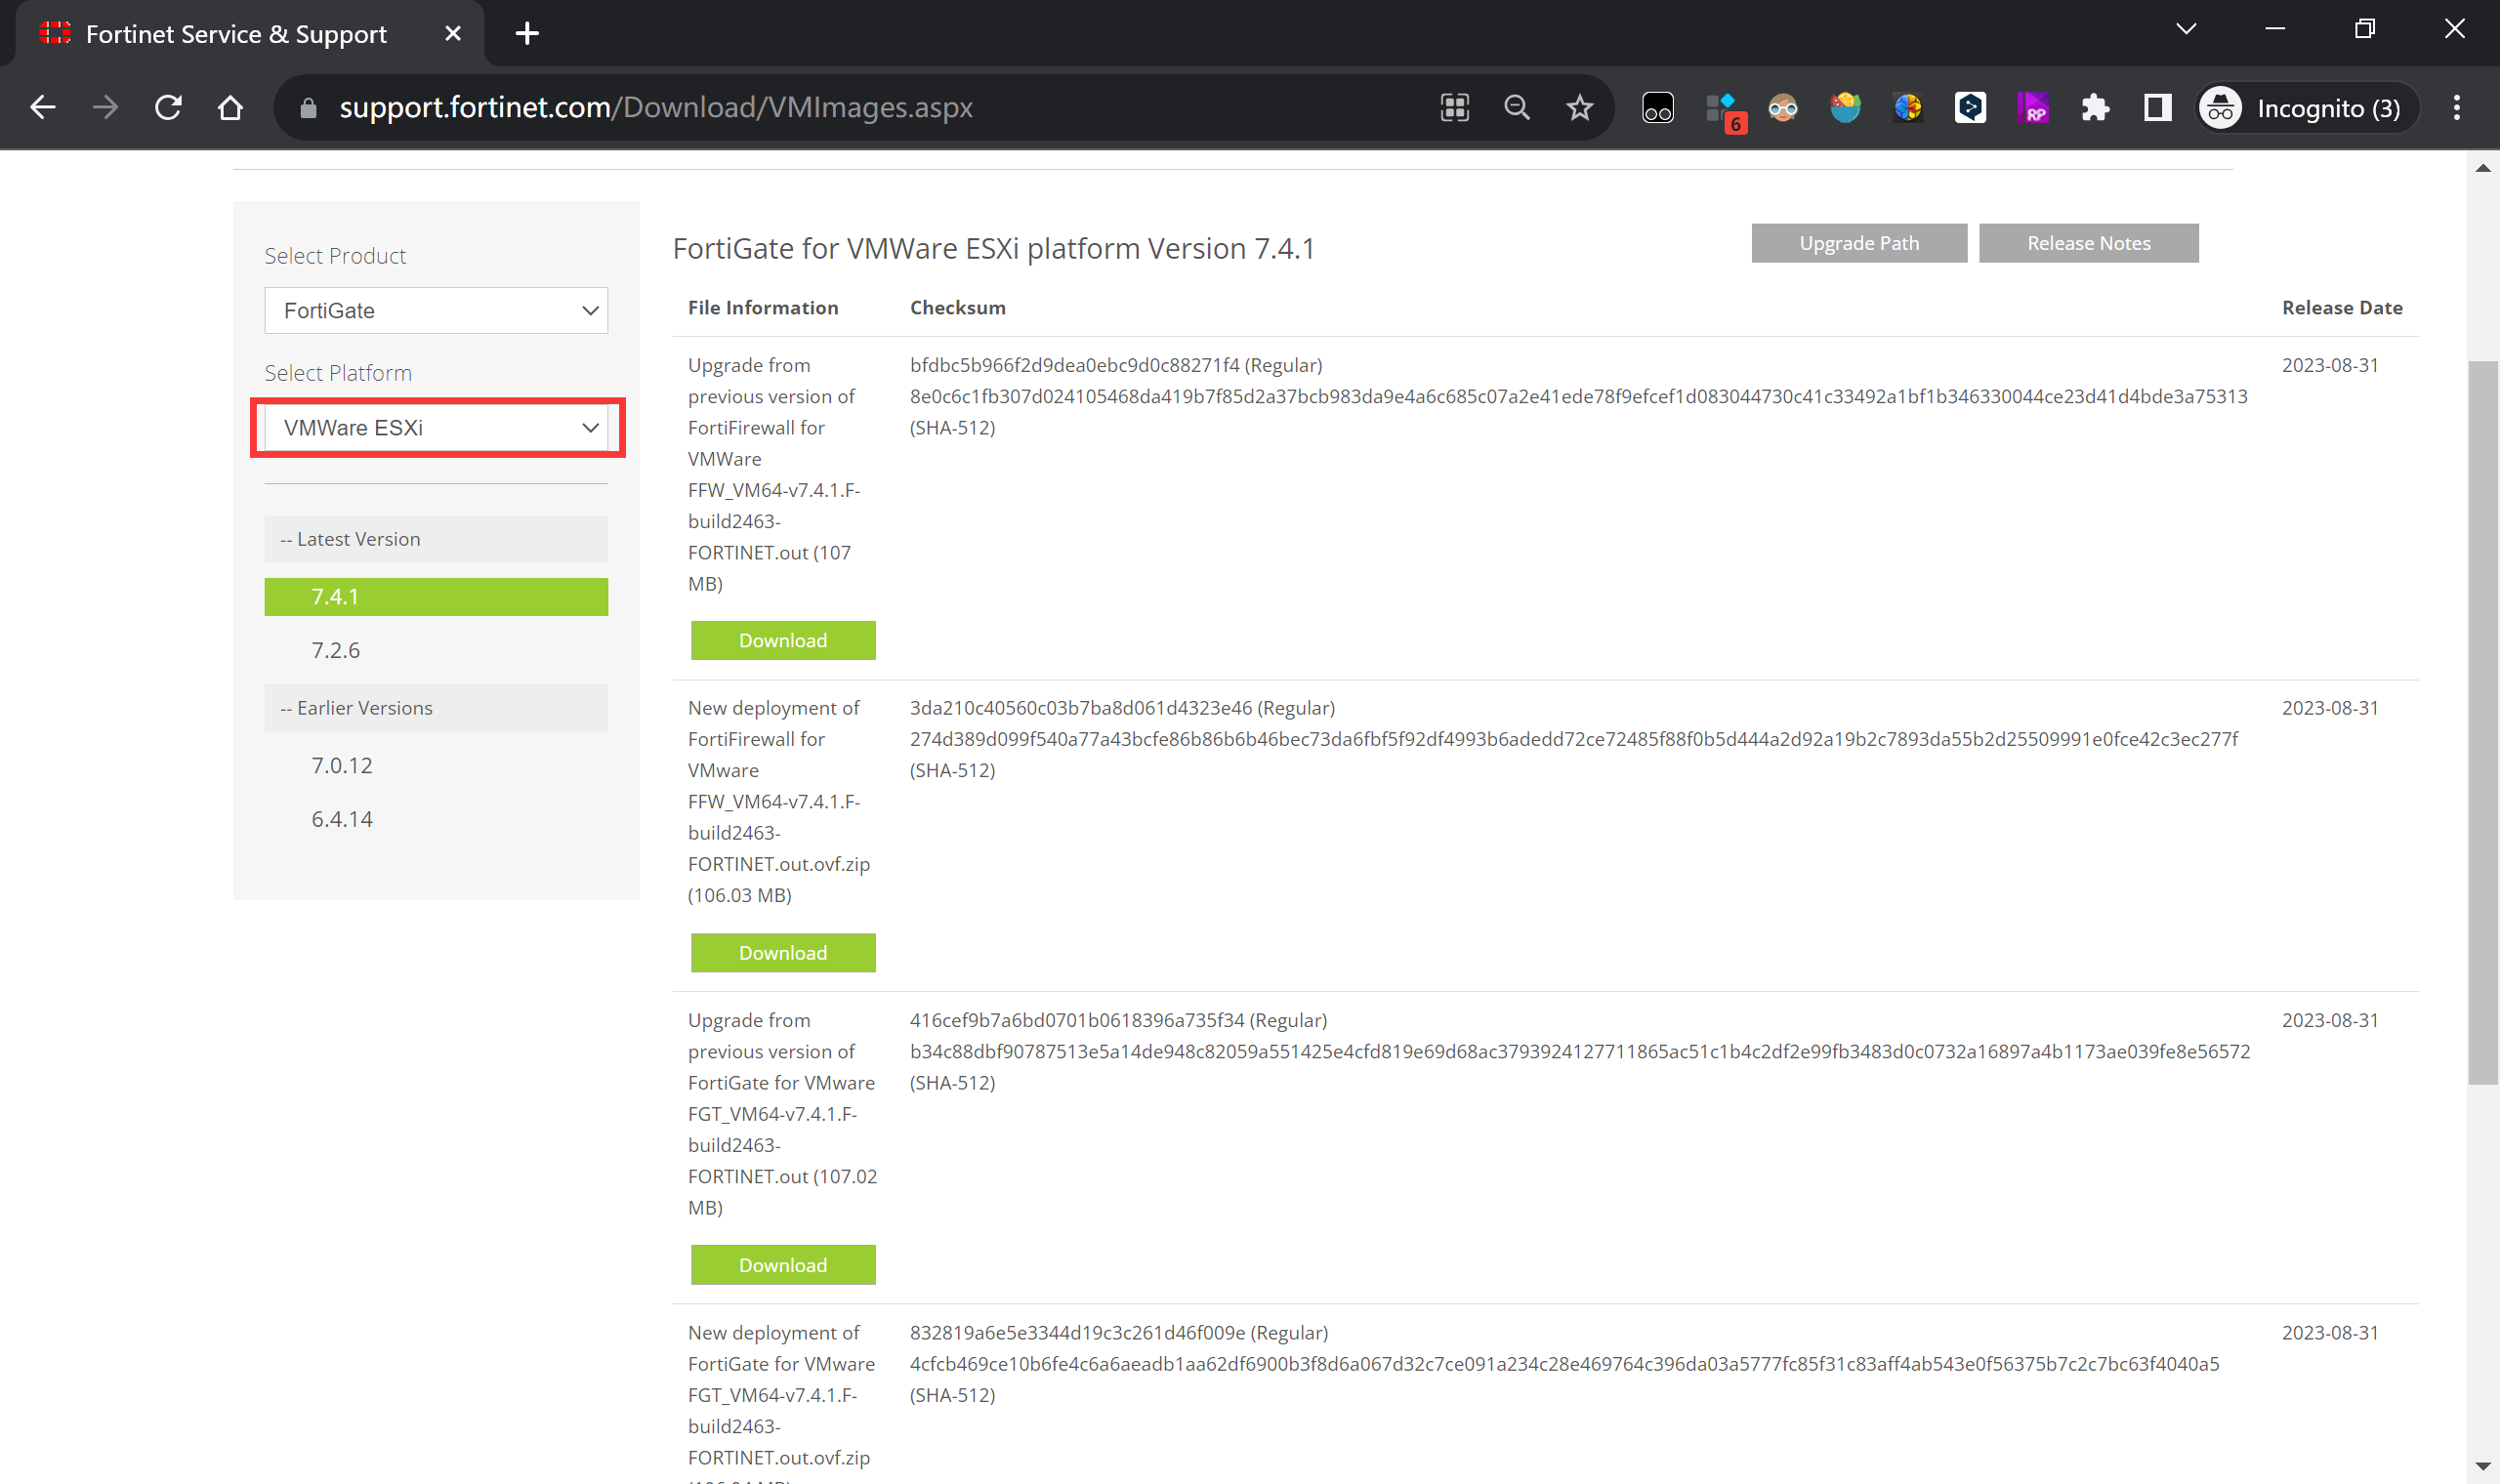 Fortinet Service & Support
support.fortinet.com/Download/VMImages.aspx
6
RP
Incognito (3)
Select Product
FortiGate
Select Platform
VMWare ESXi
-- Latest Version
7.4.1
7.2.6
-- Earlier Versions
7.0.12
6.4.14
FortiGate for VMWare ESXi platform Version 7.4.1
Upgrade Path
Release Notes
File Information Checksum Release Date
Upgrade from
previous version of
FortiFirewall for
VMWare
FFW_VM64-v7.4.1.F-
build2463-
FORTINET.out (107
MB)
Download
bfdbc5b966f2d9dea0ebc9d0c88271f4 (Regular)
8e0c6c1fb307d024105468da419b7f85d2a37bcb983da9e4a6c685c07a2e41ede78f9efcef1d083044730c41c33492a1bf1b346330044ce23d41d4bde3a75313
(SHA-512)
2023-08-31
New deployment of
FortiFirewall for
VMware
FFW_VM64-v7.4.1.F-
build2463-
FORTINET.out.ovf.zip
(106.03 MB)
Download
3da210c40560c03b7ba8d061d4323e46 (Regular)
274d389d099f540a77a43bcfe86b86b6b46bec73da6fbf5f92df4993b6adedd72ce72485f88f0b5d444a2d92a19b2c7893da55b2d25509991e0fce42c3ec277f
(SHA-512)
2023-08-31
Upgrade from
previous version of
FortiGate for VMware
FGT_VM64-v7.4.1.F-
build2463-
FORTINET.out (107.02
MB)
Download
416cef9b7a6bd0701b0618396a735f34 (Regular)
b34c88dbf90787513e5a14de948c82059a551425e4cfd819e69d68ac3793924127711865ac51c1b4c2df2e99fb3483d0c0732a16897a4b1173ae039fe8e56572
(SHA-512)
2023-08-31
New deployment of
FortiGate for VMware
FGT_VM64-v7.4.1.F-
build2463-
FORTINET.out.ovf.zip
832819a6e5e3344d19c3c261d46f009e (Regular)
4cfcb469ce10b6fe4c6a6aeadb1aa62df6900b3f8d6a067d32c7ce091a234c28e469764c396da03a5777fc85f31c83aff4ab543e0f56375b7c2c7bc63f4040a5
(SHA-512)
2023-08-31